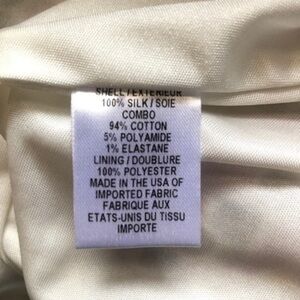 SHELL / EXTERIEUR
100% SILK / SOIE
COMBO
94% COTTON
5% POLYAMIDE
1% ELASTANE
LINING / DOUBLURE
100% POLYESTER
MADE IN THE USA OF
IMPORTED FABRIC
FABRIQUE AUX
ETATS-UNIS DU TISSU
IMPORTE